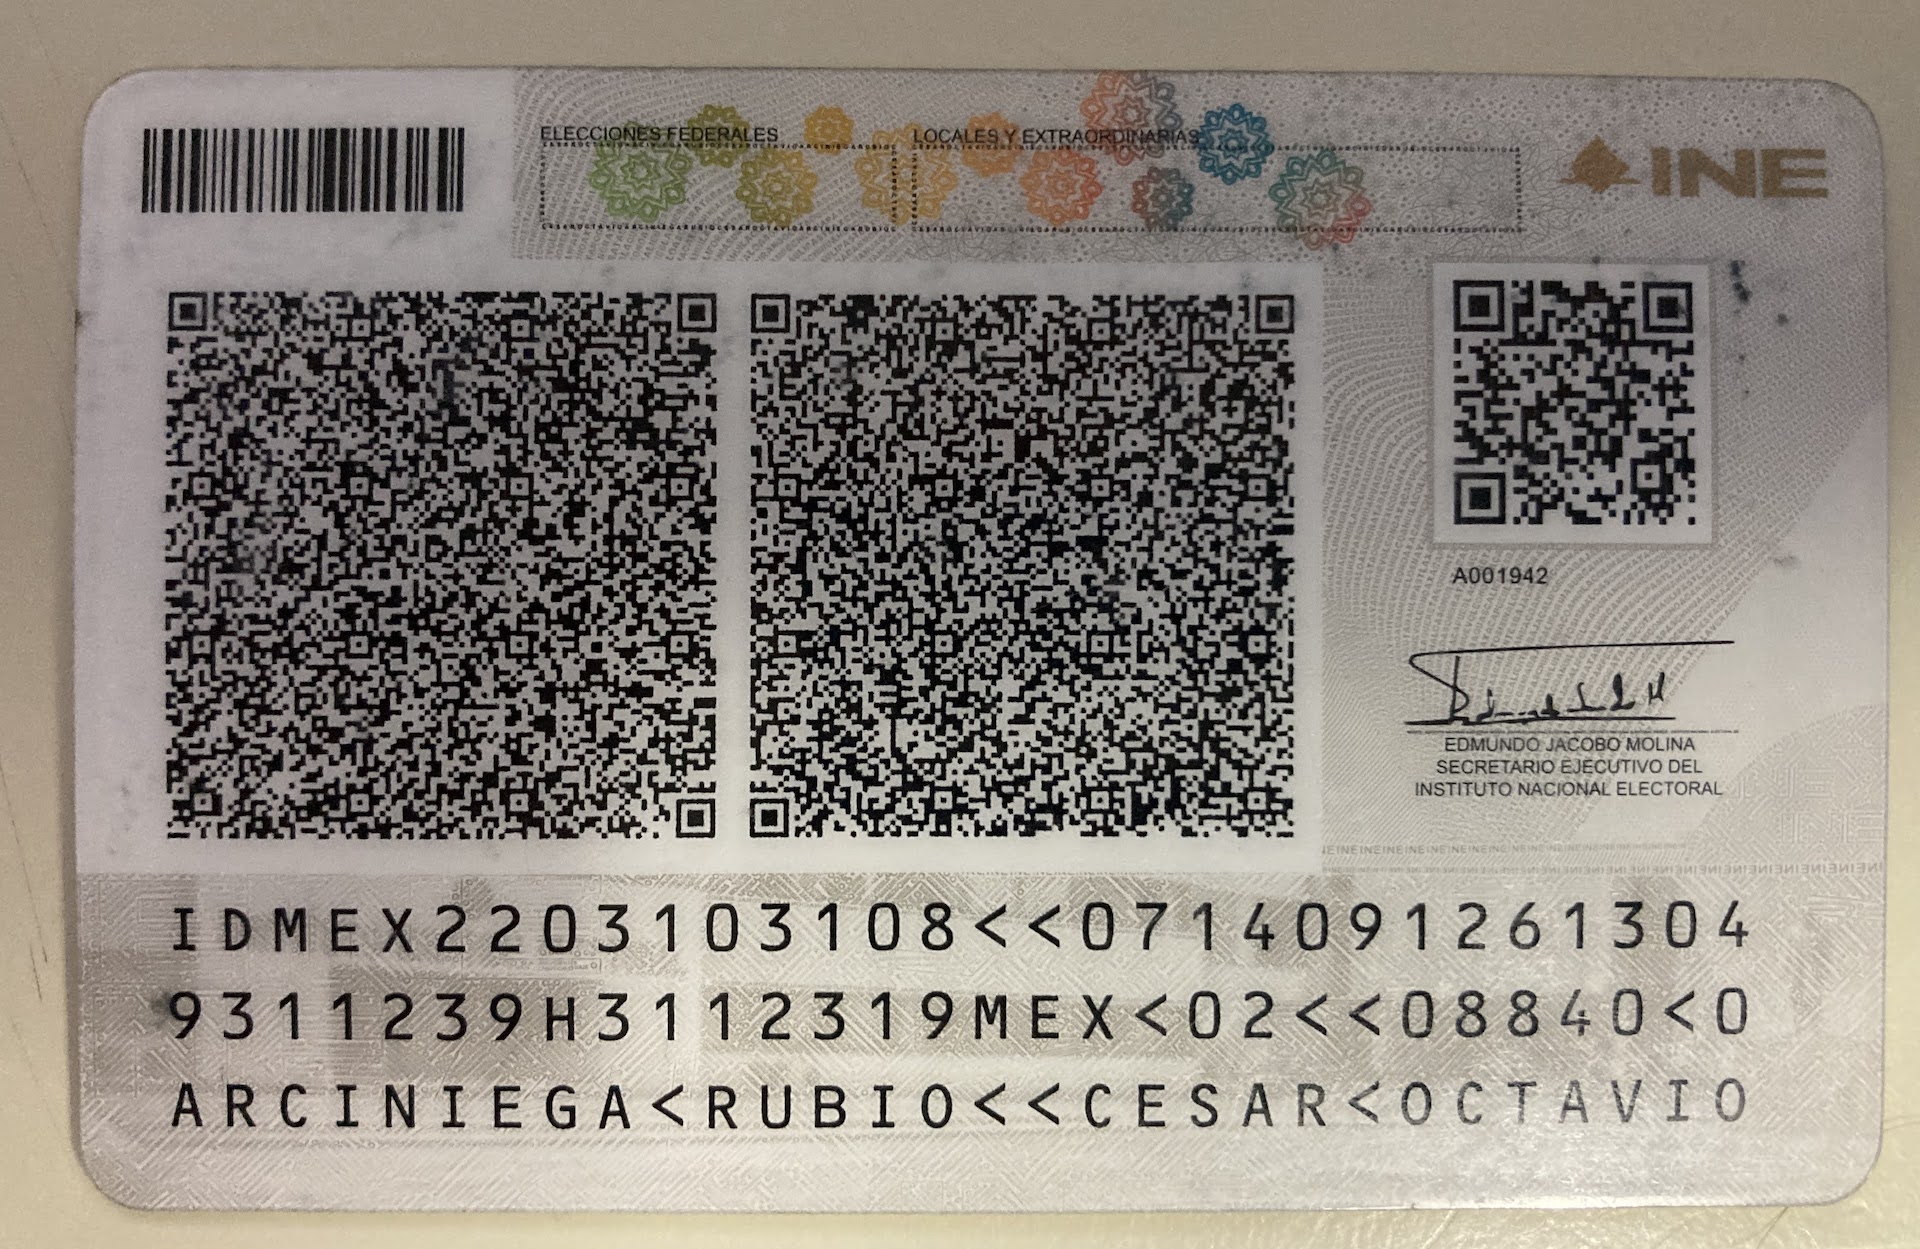 ELECCIONES FEDERALES
LOCALES Y EXTRAORDINARIAS
INE
A001942
EDMUNDO JACOBO MOLINA
SECRETARIO EJECUTIVO DEL
INSTITUTO NACIONAL ELECTORAL
IDMEX2203103108<<0714091261304
9311239H3112319MEX<02<<08840<0
ARCINIEGA<RUBIO<<CESAR<OCTAVIO